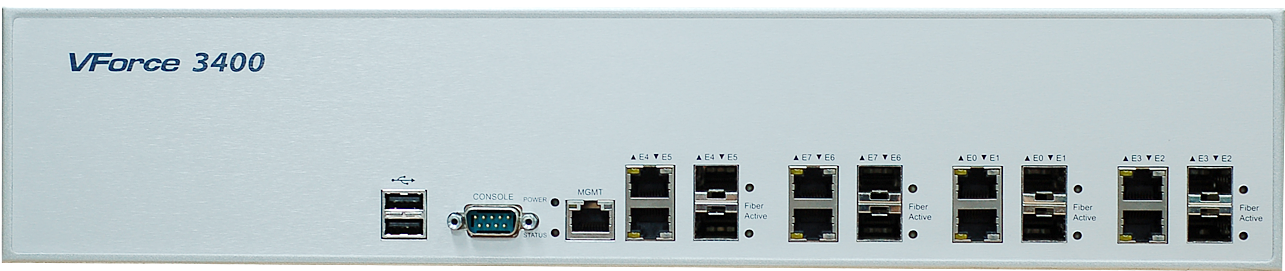 VForce 3400
CONSOLE
POWER
STATUS
MGMT
▲ E4 ▼ E5
▲ E4 ▼ E5
Fiber
Active
▲ E7 ▼ E6
▲ E7 ▼ E6
Fiber
Active
▲ E0 ▼ E1
▲ E0 ▼ E1
Fiber
Active
▲ E3 ▼ E2
▲ E3 ▼ E2
Fiber
Active